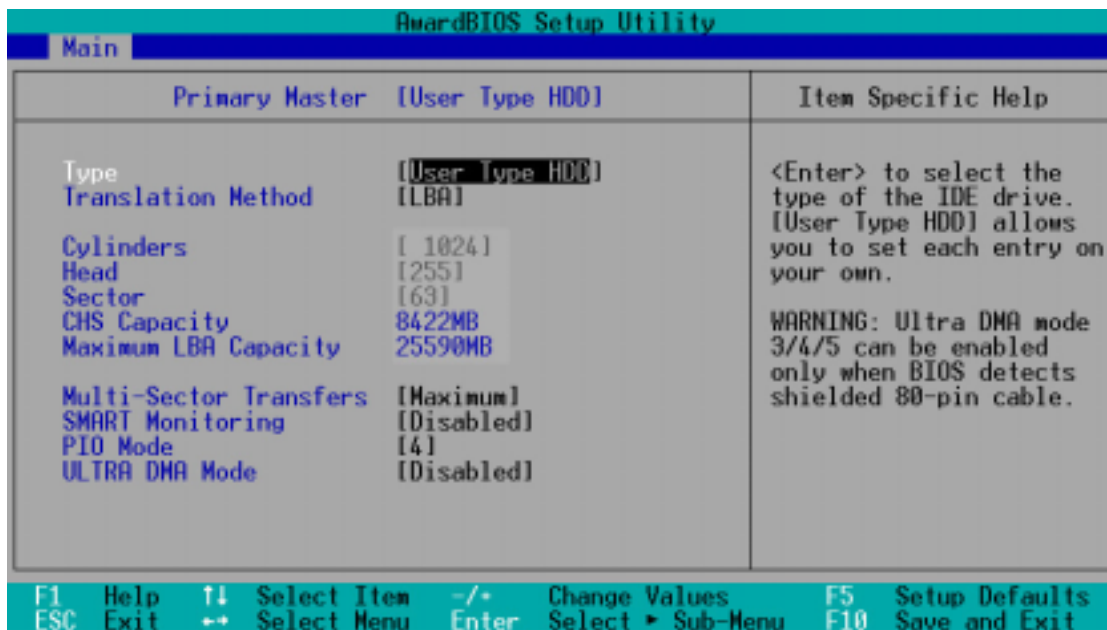 AwardBIOS Setup Utility
Main
Primary Master [User Type HDD]
Item Specific Help
Type [User Type HDD]
Translation Method [LBA]
Cylinders [ 1024]
Head [255]
Sector [63]
CHS Capacity 8422MB
Maximum LBA Capacity 25590MB
Multi-Sector Transfers [Maximum]
SMART Monitoring [Disabled]
PIO Mode [4]
ULTRA DMA Mode [Disabled]
<Enter> to select the
type of the IDE drive.
[User Type HDD] allows
you to set each entry on
your own.
WARNING: Ultra DMA mode
3/4/5 can be enabled
only when BIOS detects
shielded 80-pin cable.
F1 Help ↑↓ Select Item -/+ Change Values F5 Setup Defaults
ESC Exit ←→ Select Menu Enter Select ► Sub-Menu F10 Save and Exit